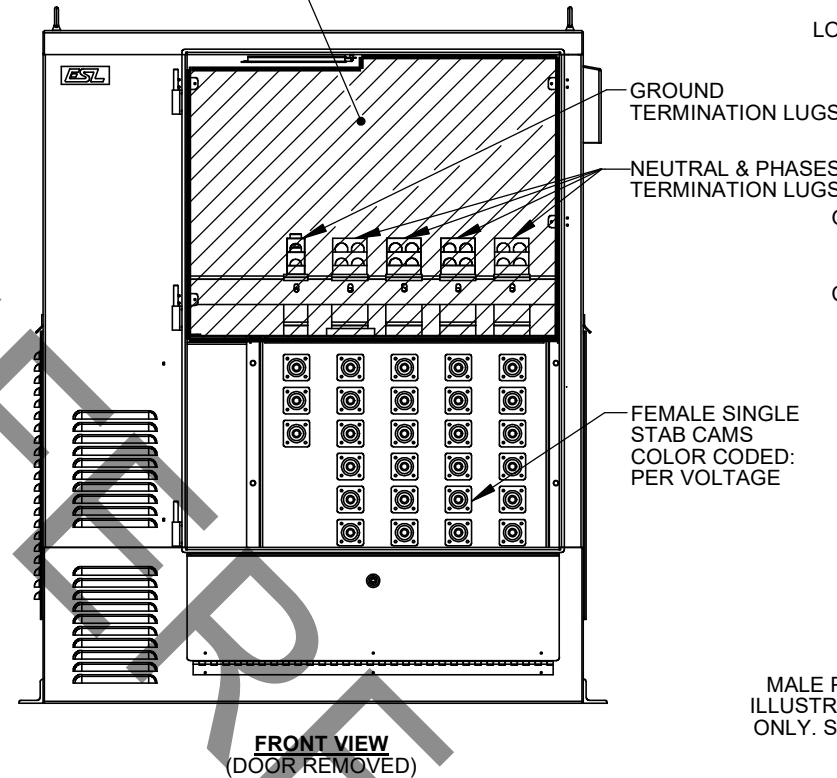 LO
ESL
GROUND
TERMINATION LUGS
NEUTRAL & PHASES
TERMINATION LUGS
FEMALE SINGLE
STAB CAMS
COLOR CODED:
PER VOLTAGE
MALE
ILLUSTR
ONLY. S
FRONT VIEW
(DOOR REMOVED)